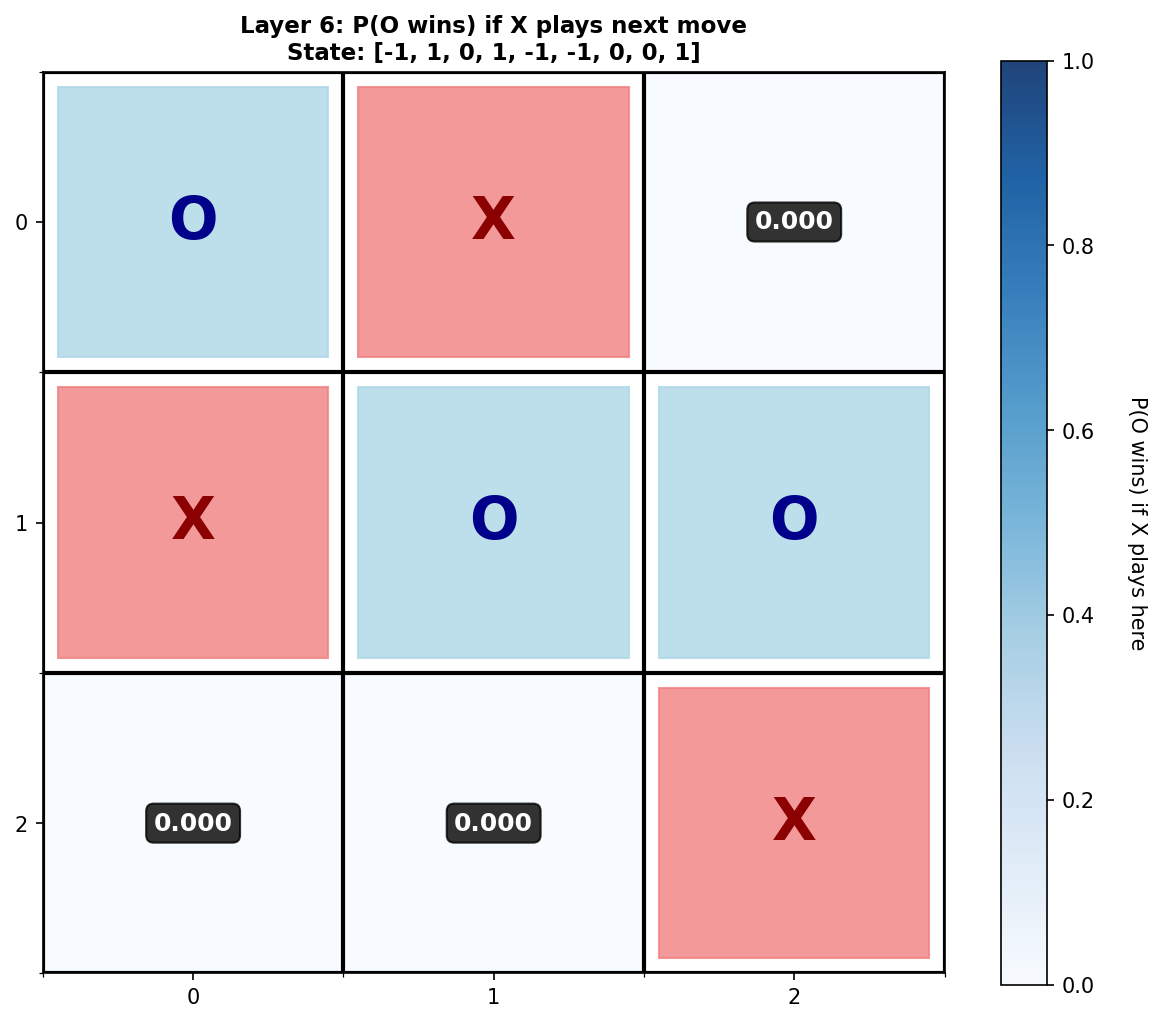 Layer 6: P(O wins) if X plays next move
State: [-1, 1, 0, 1, -1, -1, 0, 0, 1]
0
O
X
0.000
1
X
O
O
2
0.000
0.000
X
0
1
2
1.0
0.8
0.6
0.4
0.2
0.0
P(O wins) if X plays here